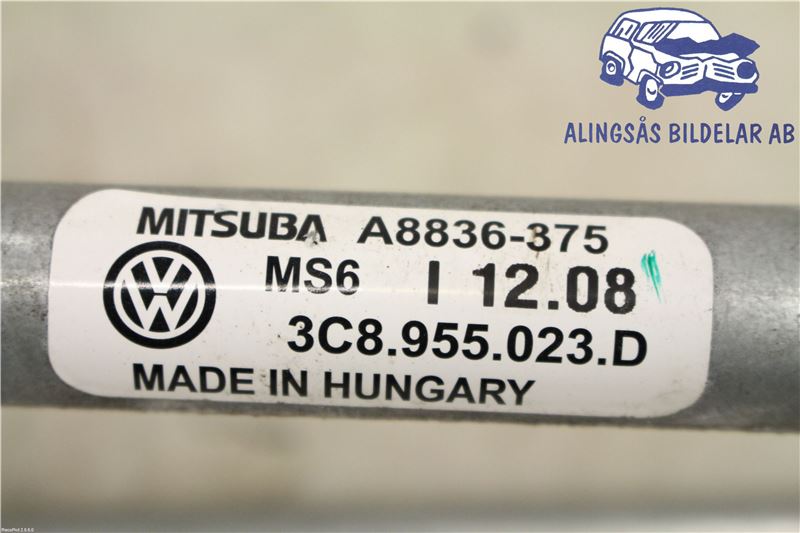 ALINGSÅS BILDELAR AB
MITSUBA A8836-375
MS6 I 12.08
3C8.955.023.D
MADE IN HUNGARY